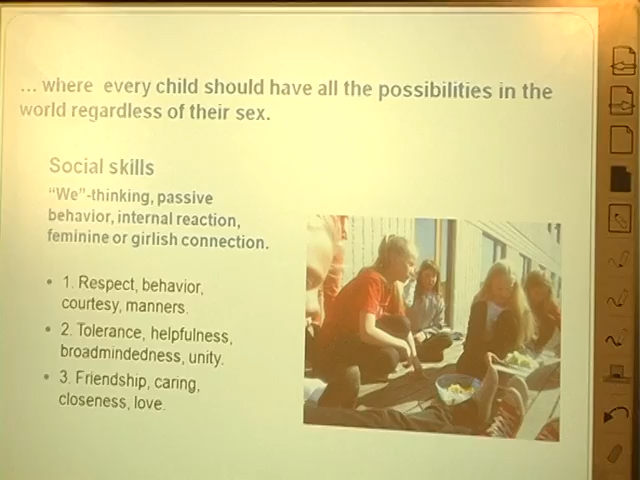 ... where every child should have all the possibilities in the
world regardless of their sex.
Social skills
“We”-thinking, passive
behavior, internal reaction,
feminine or girlish connection.
• 1. Respect, behavior,
courtesy, manners.
• 2. Tolerance, helpfulness,
broadmindedness, unity.
• 3. Friendship, caring,
closeness, love.